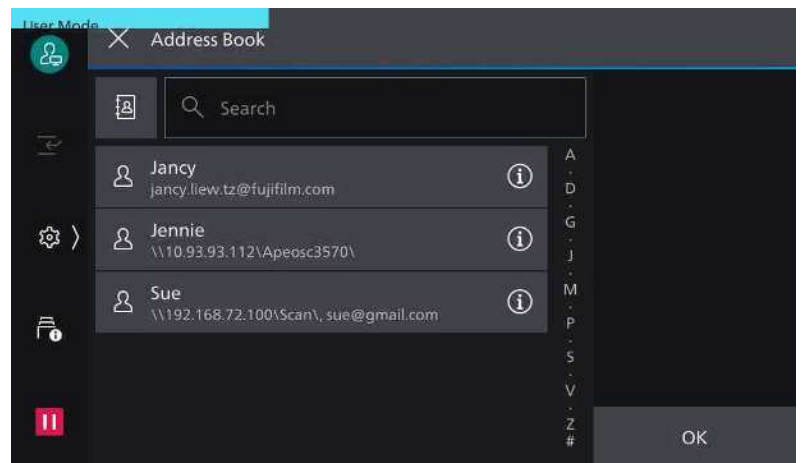 User Mode
Address Book
Search
Jancy
jancy.liew.tz@fujifilm.com
Jennie
\\10.93.93.112\Apeosc3570\
Sue
\\192.168.72.100\Scan\, sue@gmail.com
A
D
G
J
M
P
S
V
Z
#
OK